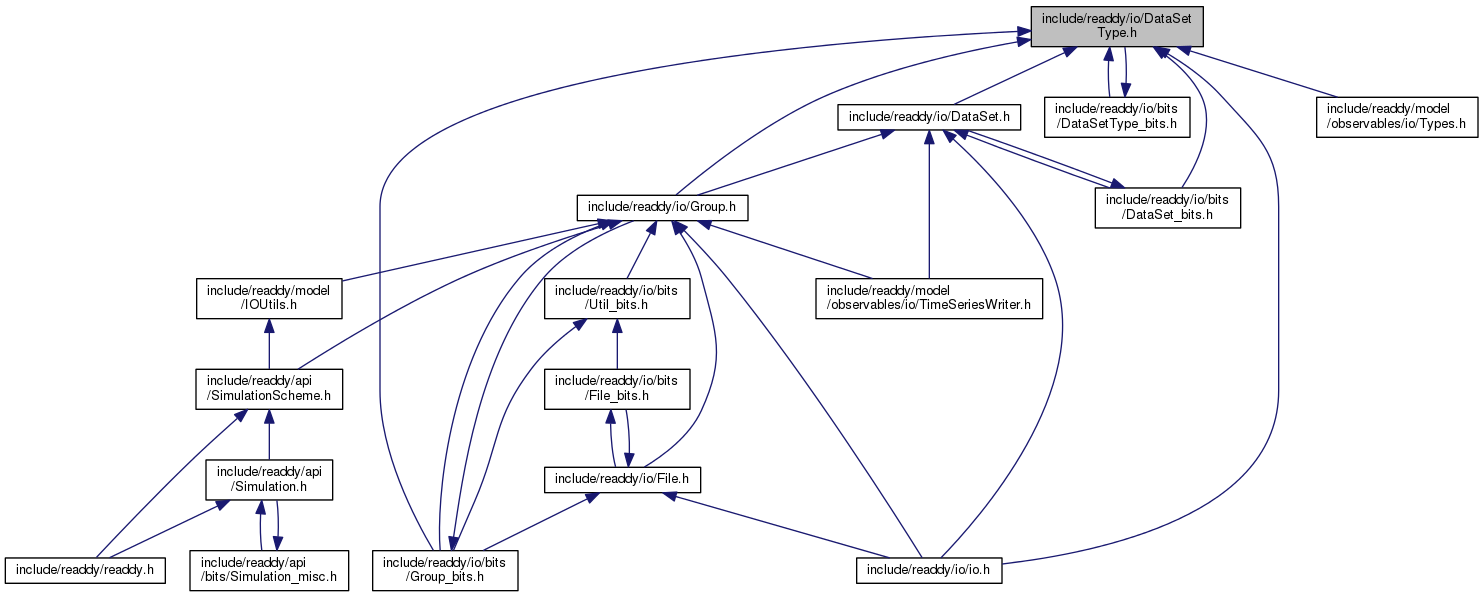 include/readdy/io/DataSet
Type.h
include/readdy/io/DataSet.h
include/readdy/io/bits
/DataSetType_bits.h
include/readdy/model
/observables/io/Types.h
include/readdy/io/Group.h
include/readdy/io/bits
/DataSet_bits.h
include/readdy/model
/IOUtils.h
include/readdy/io/bits
/Util_bits.h
include/readdy/model
/observables/io/TimeSeriesWriter.h
include/readdy/api
/SimulationScheme.h
include/readdy/io/bits
/File_bits.h
include/readdy/api
/Simulation.h
include/readdy/io/File.h
include/readdy/readdy.h
include/readdy/api
/bits/Simulation_misc.h
include/readdy/io/bits
/Group_bits.h
include/readdy/io/io.h